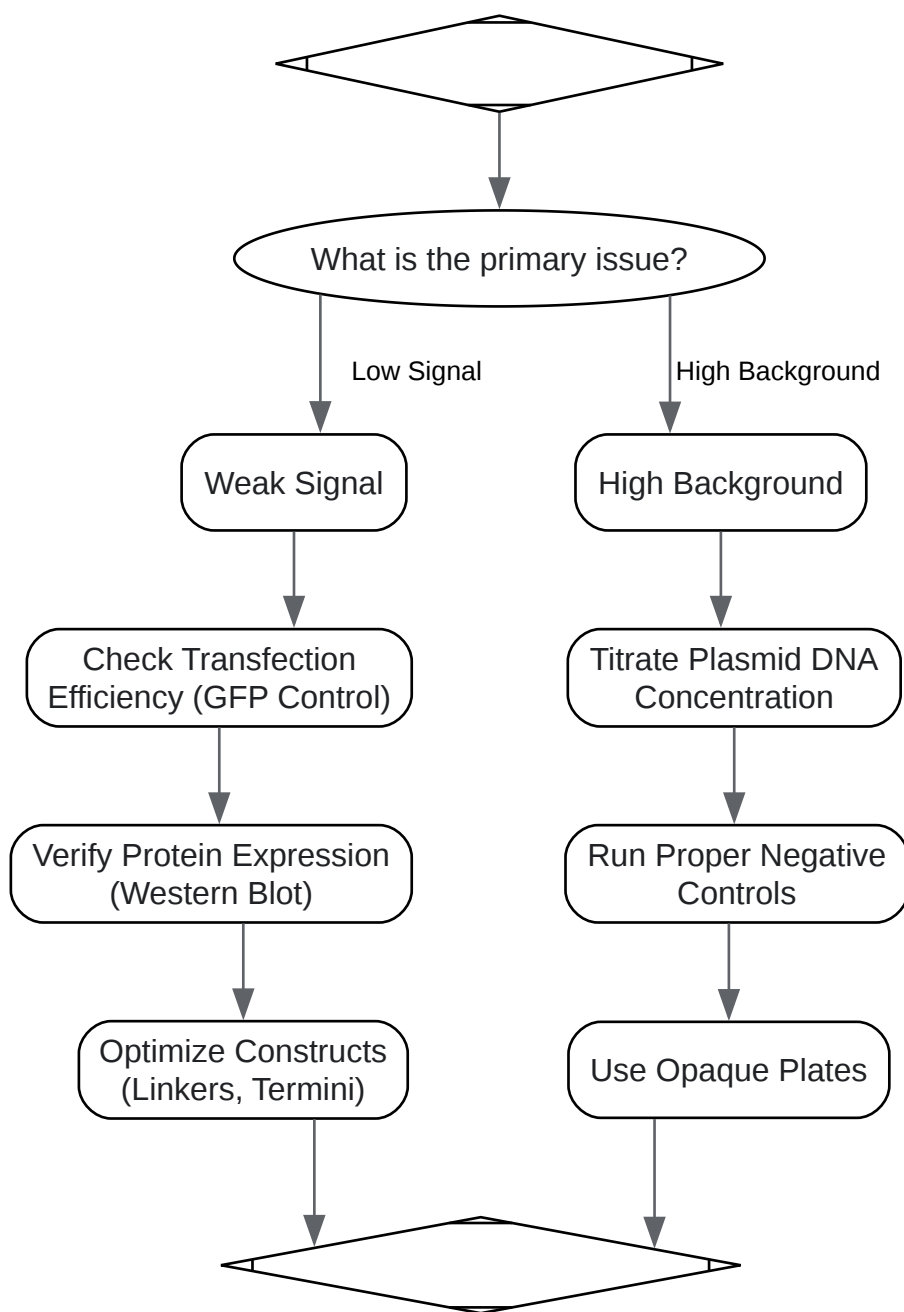 What is the primary issue?
Low Signal
High Background
Weak Signal
High Background
Check Transfection
Efficiency (GFP Control)
Titrate Plasmid DNA
Concentration
Verify Protein Expression
(Western Blot)
Run Proper Negative
Controls
Optimize Constructs
(Linkers, Termini)
Use Opaque Plates